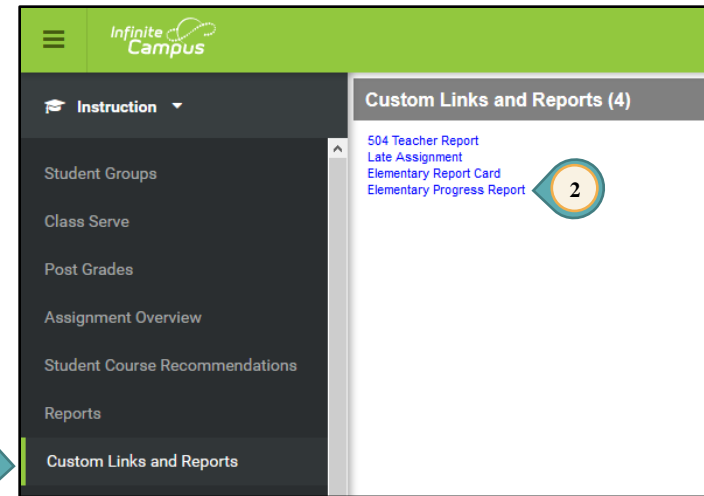 Infinite
Campus
Instruction
Student Groups
Class Serve
Post Grades
Assignment Overview
Student Course Recommendations
Reports
Custom Links and Reports
Custom Links and Reports (4)
504 Teacher Report
Late Assignment
Elementary Report Card
Elementary Progress Report
2